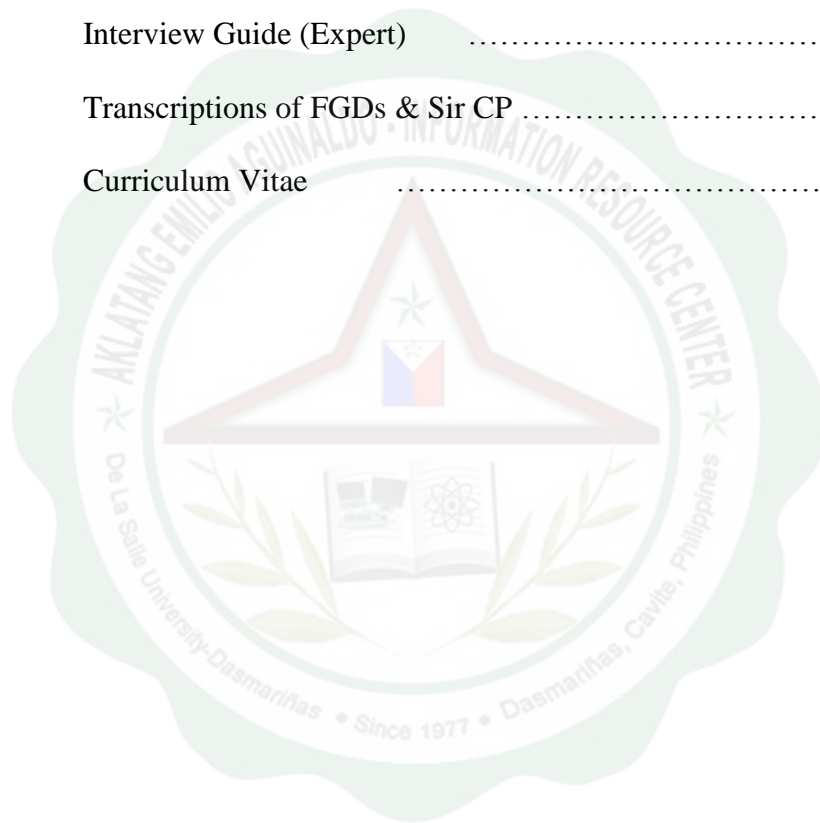 Interview Guide (Expert) ……………………………
Transcriptions of FGDs & Sir CP ………………………
Curriculum Vitae …………………………………
AKLATANG EMILIO AGUINALDO - INFORMATION RESOURCE CENTER
De La Salle University-Dasmariñas • Since 1977 • Dasmariñas, Cavite, Philippines